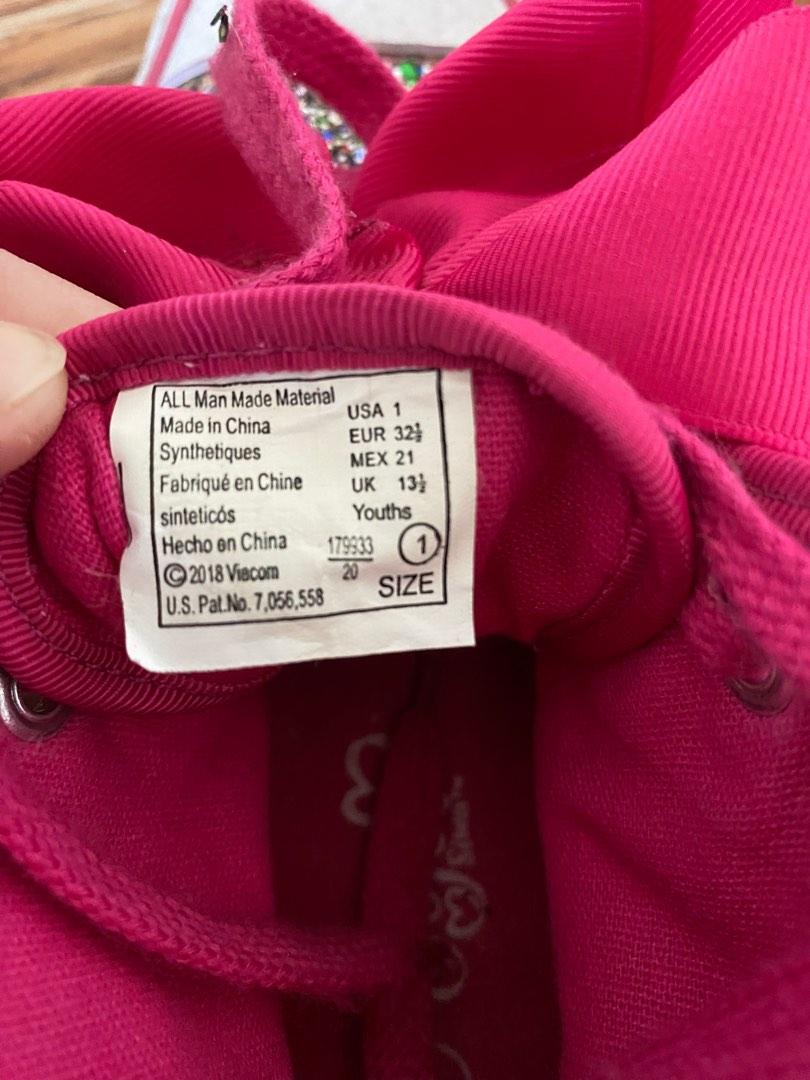 ALL Man Made Material
Made in China
Synthetiques
Fabriqué en Chine
sinteticós
Hecho en China
©2018 Viacom
U.S. Pat.No. 7,056,558
USA 1
EUR 32½
MEX 21
UK 13½
Youths
179933
20
1
SIZE